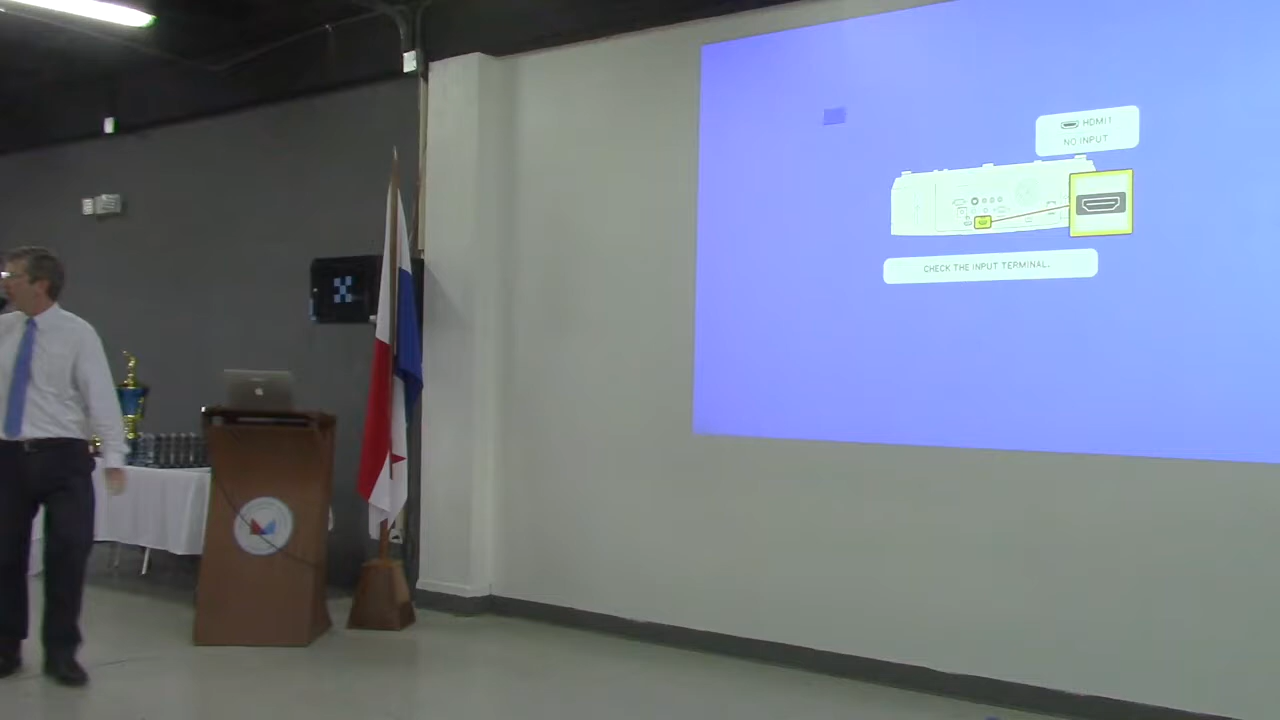 HDMI1
NO INPUT
CHECK THE INPUT TERMINAL.